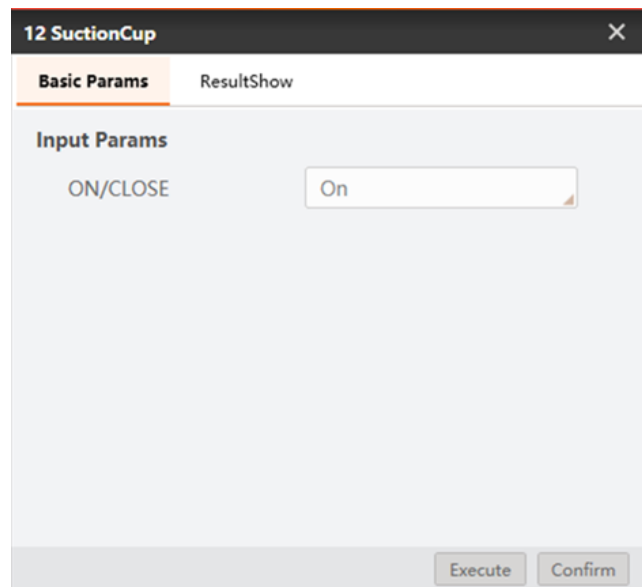 12 SuctionCup
Basic Params ResultShow
Input Params
ON/CLOSE On
Execute Confirm